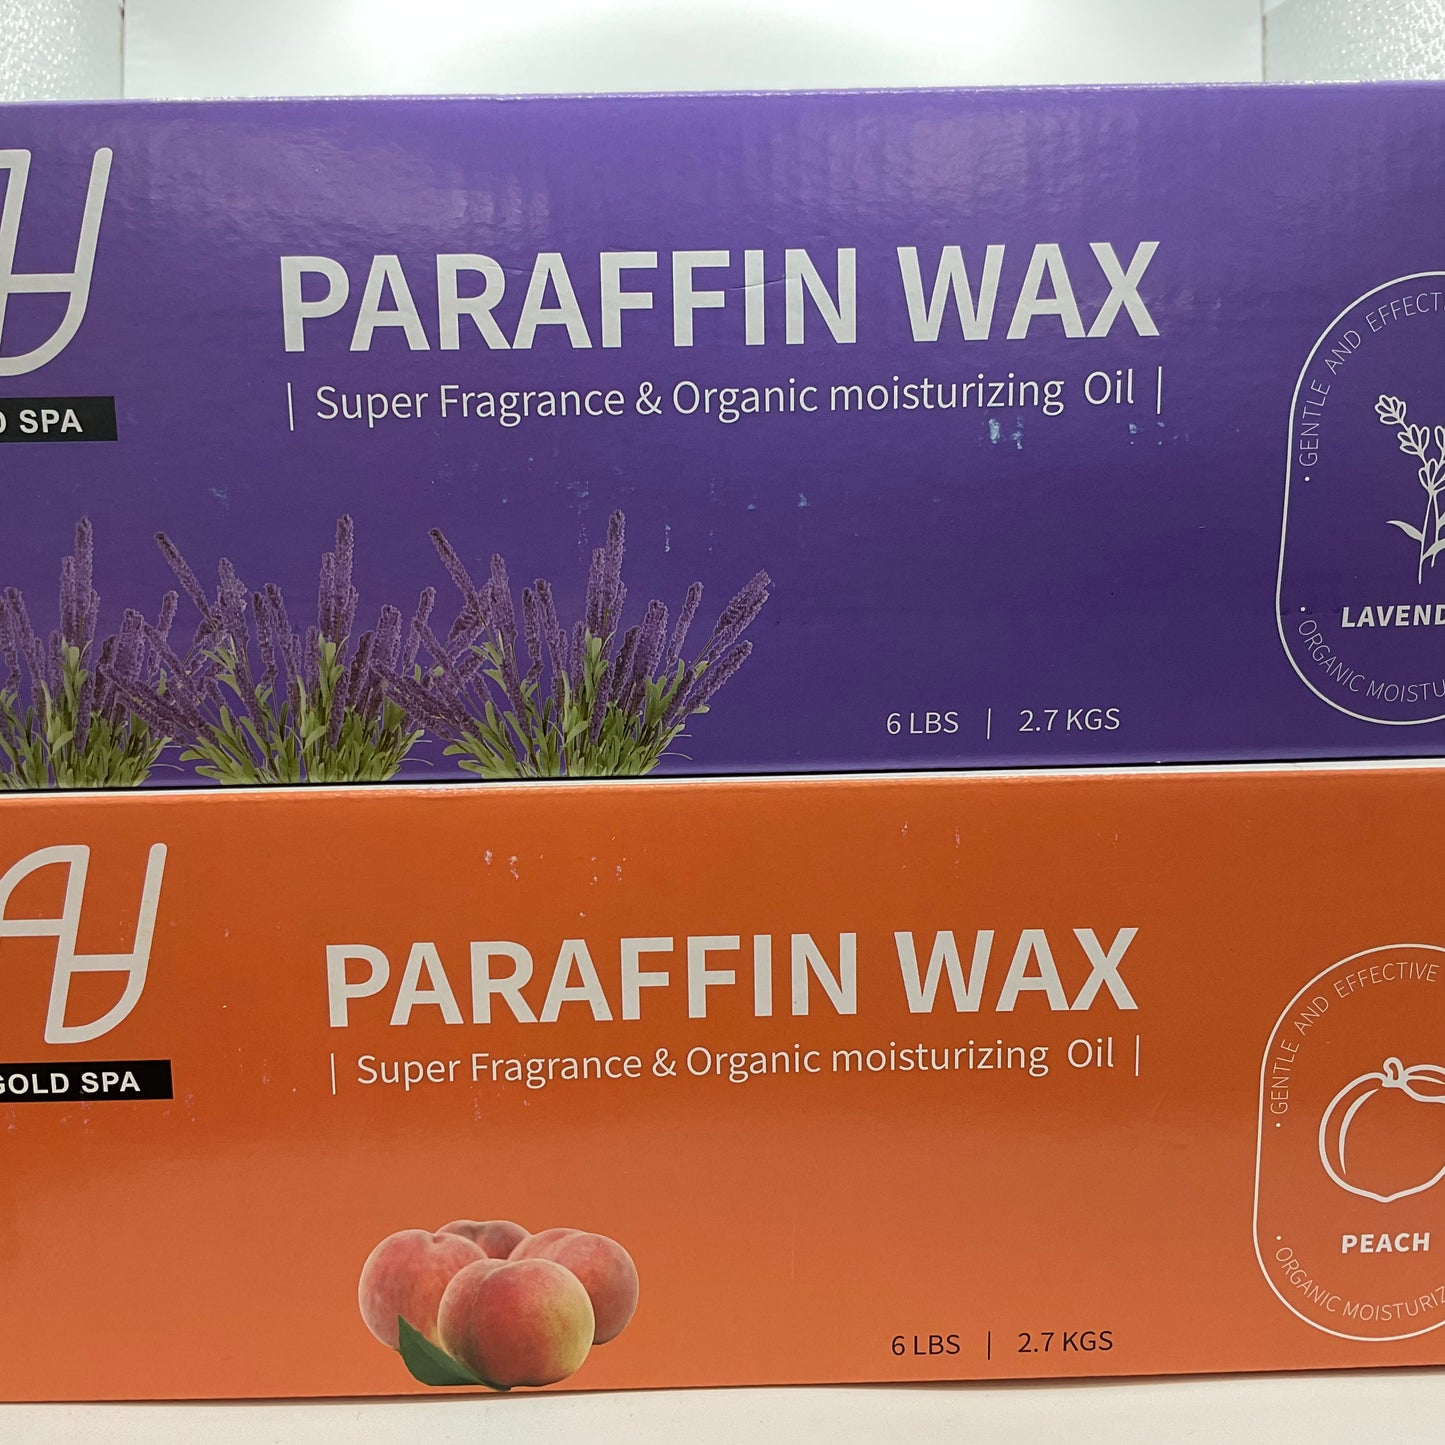 PARAFFIN WAX
| Super Fragrance & Organic moisturizing Oil |
SPA
GENTLE AND
LAVEND
ORGANIC MOISTU
6 LBS | 2.7 KGS
PARAFFIN WAX
| Super Fragrance & Organic moisturizing Oil |
GOLD SPA
GENTLE AND EFFECTIVE
PEACH
ORGANIC MOISTURIZ
6 LBS | 2.7 KGS